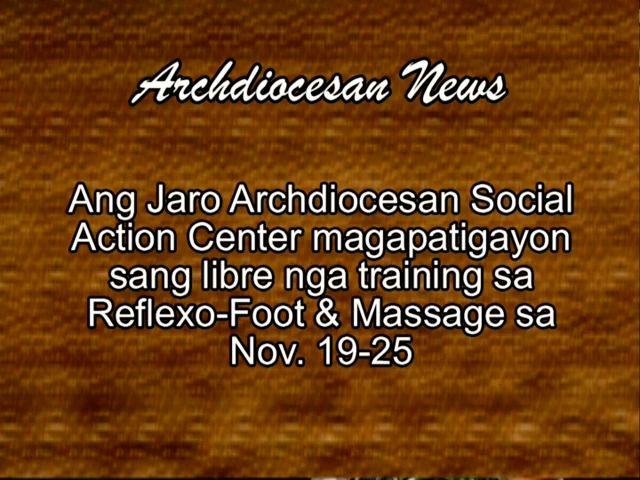 Archdiocesan News
Ang Jaro Archdiocesan Social
Action Center magapatigayon
sang libre nga training sa
Reflexo-Foot & Massage sa
Nov. 19-25